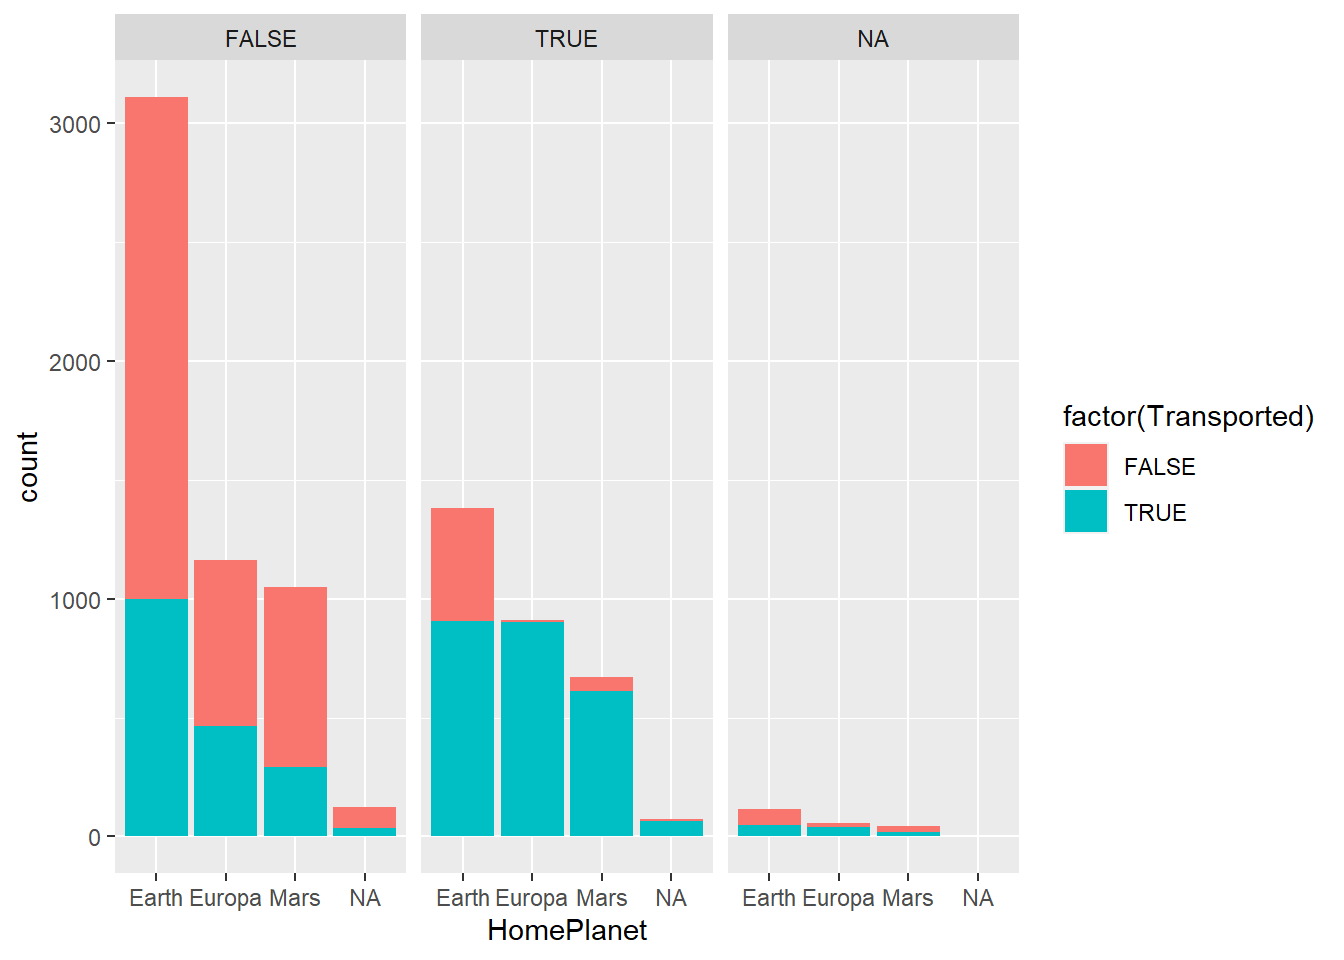 FALSE TRUE NA
3000
2000
1000
0
count
Earth Europa Mars NA Earth Europa Mars NA Earth Europa Mars NA
HomePlanet
factor(Transported)
FALSE
TRUE